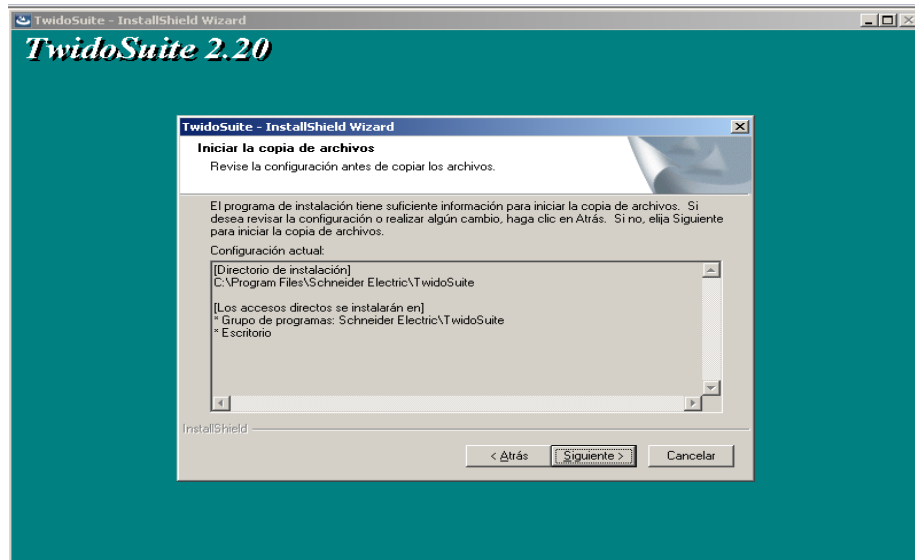 TwidoSuite - InstallShield Wizard
TwidoSuite 2.20
TwidoSuite - InstallShield Wizard
Iniciar la copia de archivos
Revise la configuración antes de copiar los archivos.
El programa de instalación tiene suficiente información para iniciar la copia de archivos. Si
desea revisar la configuración o realizar algún cambio, haga clic en Atrás. Si no, elija Siguiente
para iniciar la copia de archivos.
Configuración actual:
[Directorio de instalación]
C:\Program Files\Schneider Electric\TwidoSuite
[Los accesos directos se instalarán en]
* Grupo de programas: Schneider Electric\TwidoSuite
* Escritorio
InstallShield
< Atrás Siguiente > Cancelar